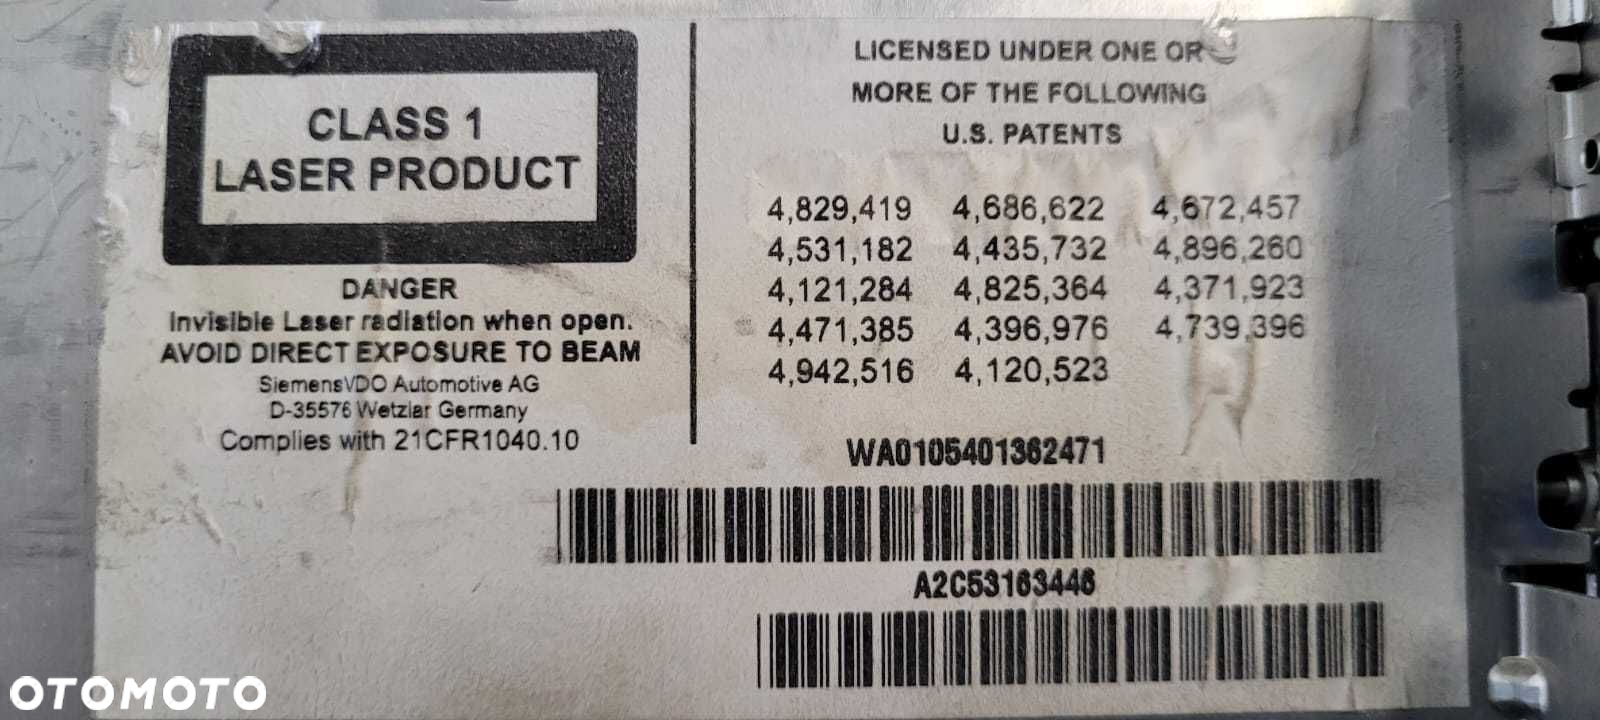 CLASS 1
LASER PRODUCT
DANGER
Invisible Laser radiation when open.
AVOID DIRECT EXPOSURE TO BEAM
SiemensVDO Automotive AG
D-35576 Wetzlar Germany
Complies with 21CFR1040.10
LICENSED UNDER ONE OR
MORE OF THE FOLLOWING
U.S. PATENTS
4,829,419 4,686,622 4,672,457
4,531,182 4,435,732 4,896,260
4,121,284 4,825,364 4,371,923
4,471,385 4,396,976 4,739,396
4,942,516 4,120,523
WA0105401362471
A2C53163446
OTOMOTO